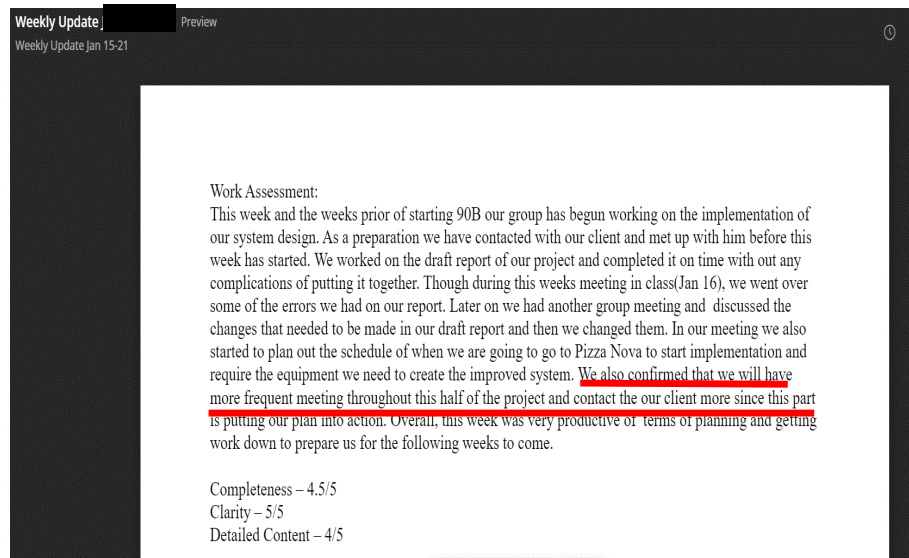 Weekly Update J Preview
Weekly Update Jan 15-21
Work Assessment:
This week and the weeks prior of starting 90B our group has begun working on the implementation of
our system design. As a preparation we have contacted with our client and met up with him before this
week has started. We worked on the draft report of our project and completed it on time with out any
complications of putting it together. Though during this weeks meeting in class(Jan 16), we went over
some of the errors we had on our report. Later on we had another group meeting and discussed the
changes that needed to be made in our draft report and then we changed them. In our meeting we also
started to plan out the schedule of when we are going to go to Pizza Nova to start implementation and
require the equipment we need to create the improved system. We also confirmed that we will have
more frequent meeting throughout this half of the project and contact the our client more since this part
is putting our plan into action. Overall, this week was very productive of terms of planning and getting
work down to prepare us for the following weeks to come.
Completeness – 4.5/5
Clarity – 5/5
Detailed Content – 4/5